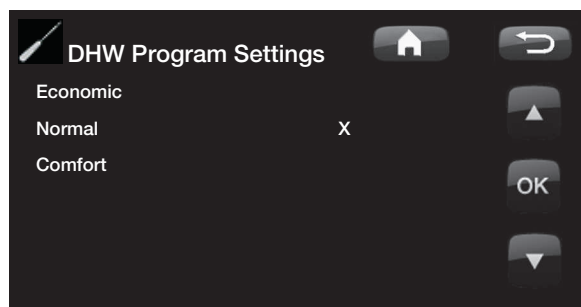 DHW Program Settings
Economic
Normal X
Comfort
OK